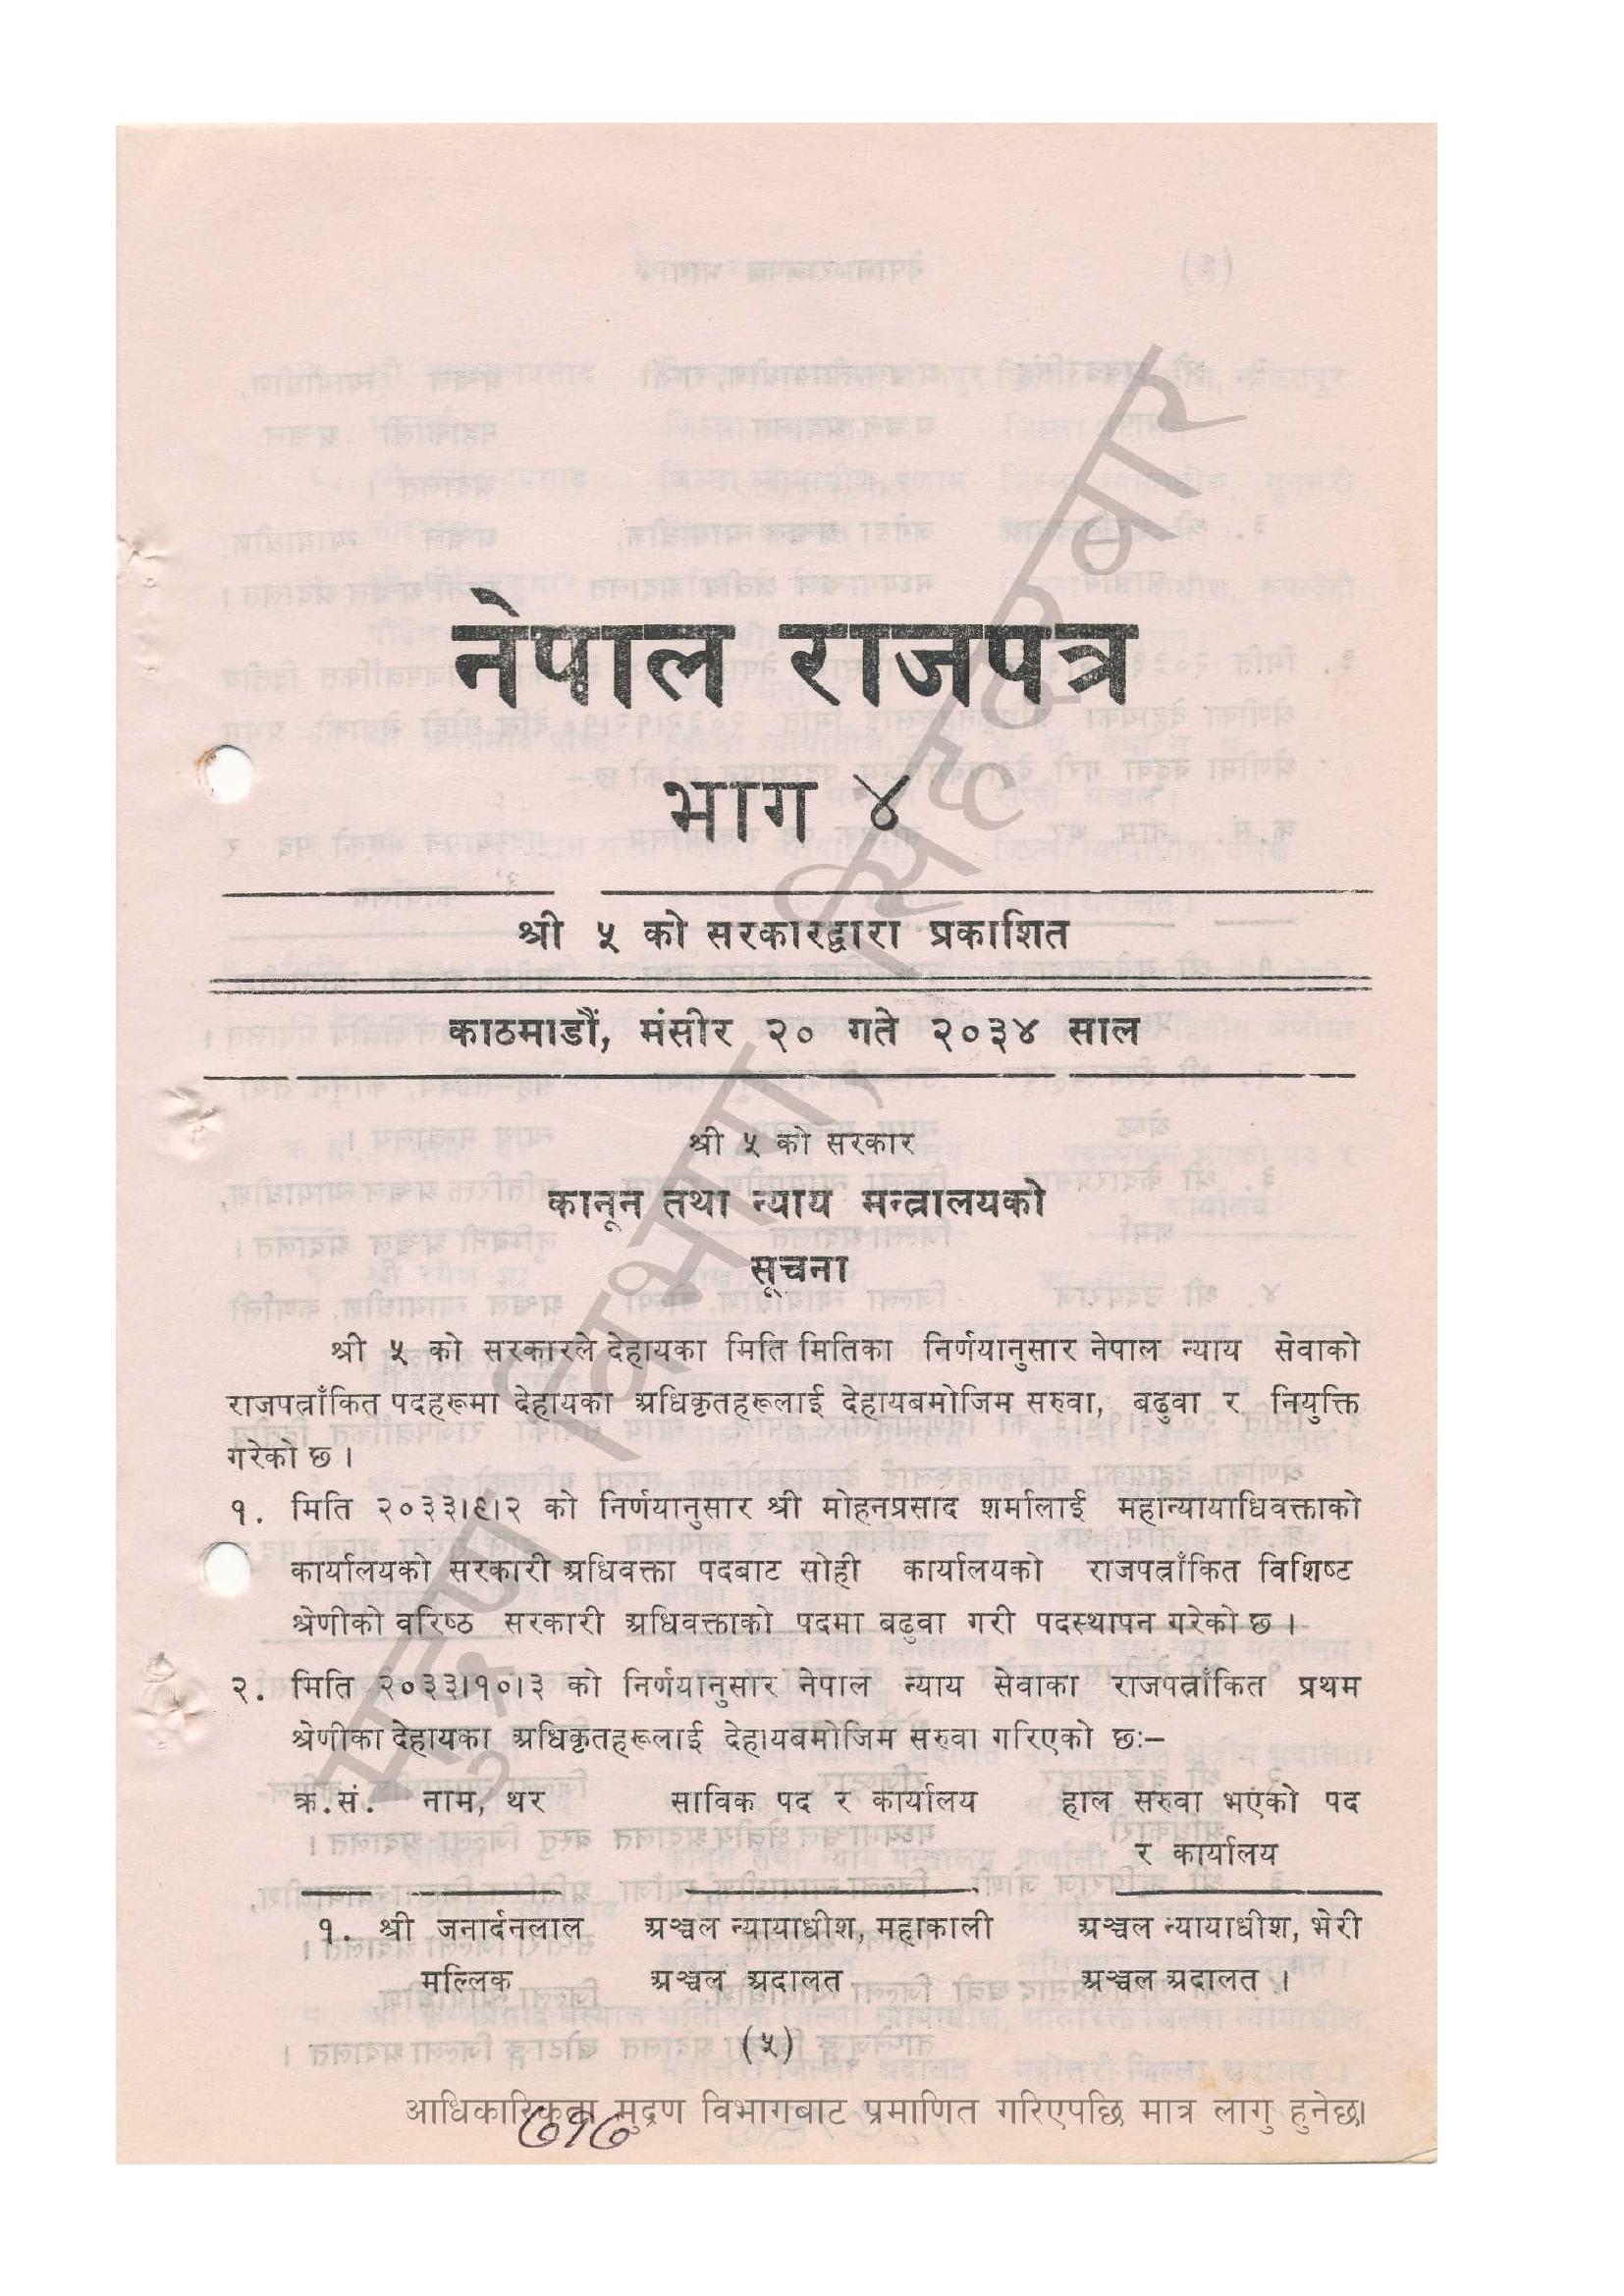 नेपाल राजपत्र
भाग ४
श्री ५ को सरकारद्वारा प्रकाशित
काठमाडौं, मंसीर २० गते २०३४ साल
श्री ५ को सरकार
कानून तथा न्याय मन्त्रालयको
सूचना
श्री ५ को सरकारले देहायका मिति मितिका निर्णयानुसार नेपाल न्याय सेवाको
राजपत्राँकित पदहरूमा देहायका अधिकृतहरूलाई देहायबमोजिम सरुवा, बढुवा र नियुक्ति
गरेको छ ।
१. मिति २०३३।९।२ को निर्णयानुसार श्री मोहनप्रसाद शर्मालाई महान्यायाधिवक्ताको
कार्यालयको सरकारी अधिवक्ता पदबाट सोही कार्यालयको राजपत्राँकित विशिष्ट
श्रेणीको वरिष्ठ सरकारी अधिवक्ताको पदमा बढुवा गरी पदस्थापन गरेको छ ।
२. मिति २०३३।१०।३ को निर्णयानुसार नेपाल न्याय सेवाका राजपत्राँकित प्रथम
श्रेणीका देहायका अधिकृतहरूलाई देहायबमोजिम सरुवा गरिएको छः–
क्र.सं. नाम, थर साविक पद र कार्यालय हाल सरुवा भएको पद
र कार्यालय
१. श्री जनार्दनलाल अञ्चल न्यायाधीश, महाकाली अञ्चल न्यायाधीश, भेरी
मल्लिक अञ्चल अदालत अञ्चल अदालत ।
(५)
आधिकारिकता मुद्रण विभागबाट प्रमाणित गरिएपछि मात्र लागु हुनेछ।
७१७
मुद्रण विभाग, सिंहदरबार